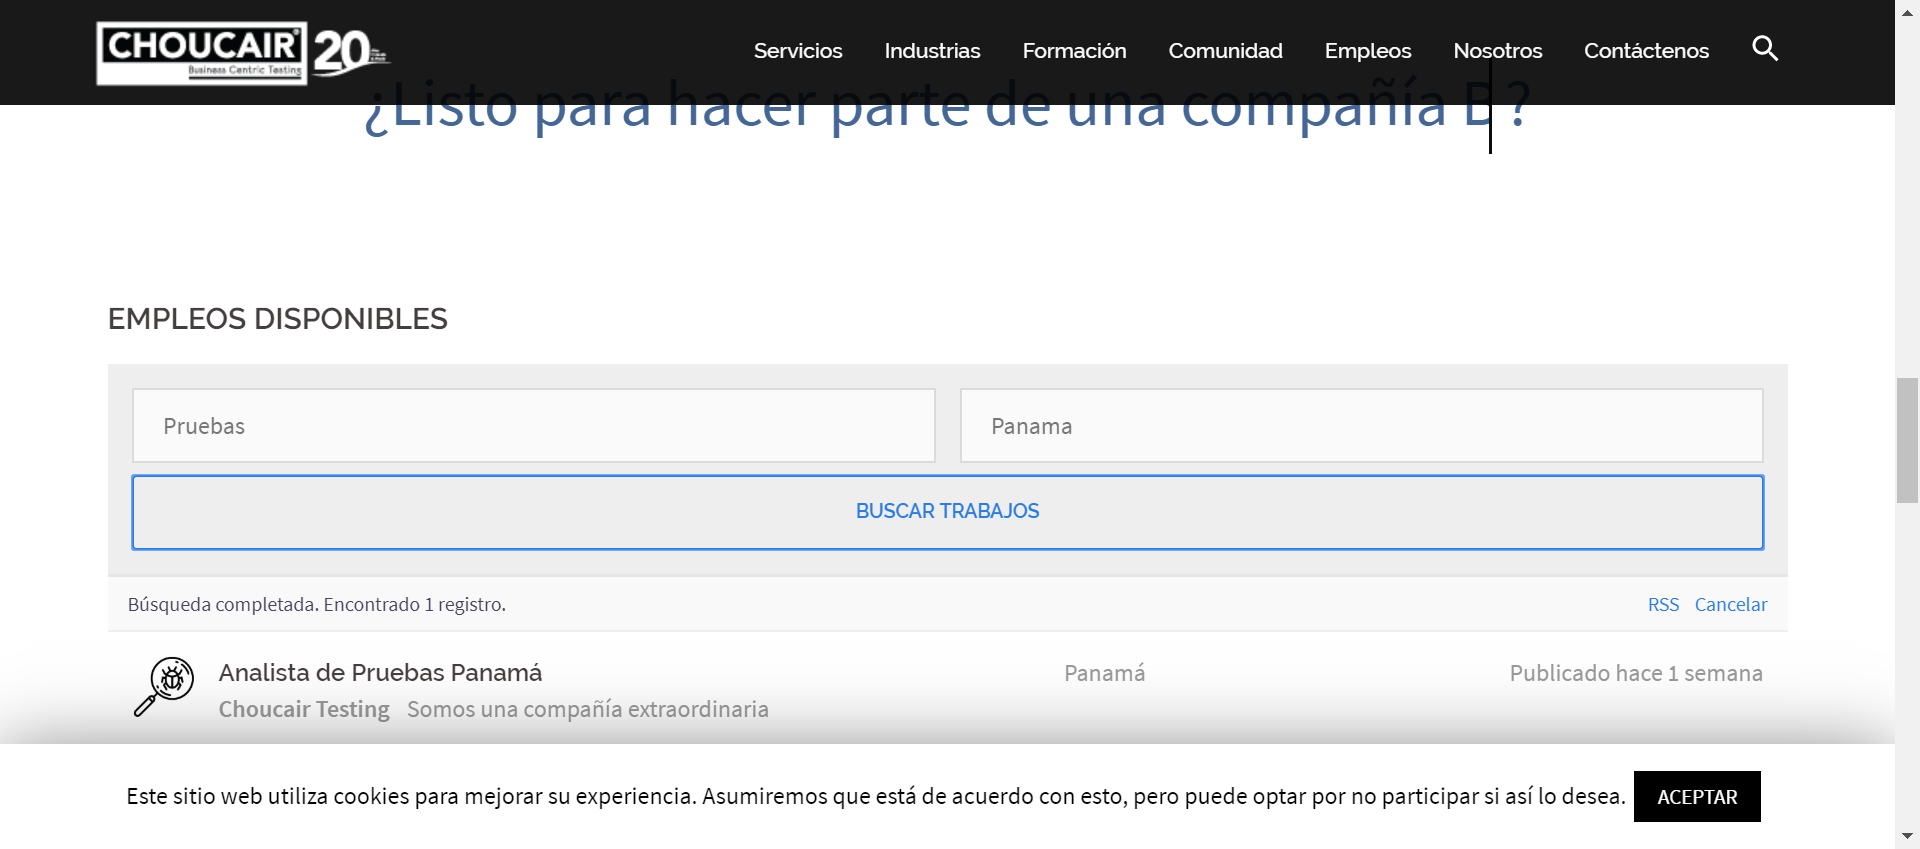 CHOUCAIR
Business Centric Testing
20
Servicios Industrias Formación Comunidad Empleos Nosotros Contáctenos
¿Listo para hacer parte de una compañía B?
EMPLEOS DISPONIBLES
Pruebas Panama
BUSCAR TRABAJOS
Búsqueda completada. Encontrado 1 registro. RSS Cancelar
Analista de Pruebas Panamá Panamá Publicado hace 1 semana
Choucair Testing Somos una compañía extraordinaria
Este sitio web utiliza cookies para mejorar su experiencia. Asumiremos que está de acuerdo con esto, pero puede optar por no participar si así lo desea. ACEPTAR